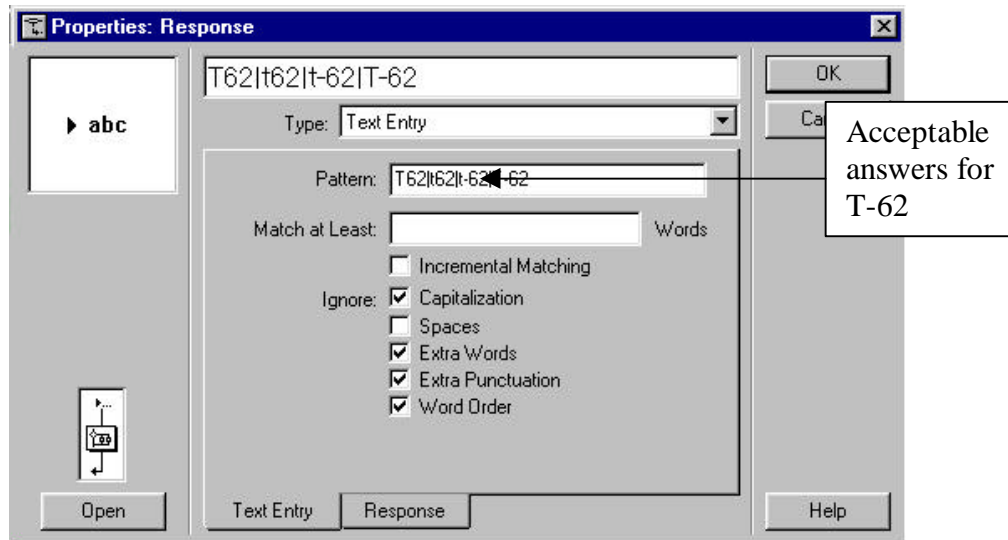 Properties: Response
T62|t62|t-62|T-62
OK
▶ abc
Type: Text Entry
Acceptable
answers for
T-62
Pattern: T62|t62|t-62
Match at Least: Words
Incremental Matching
Ignore: Capitalization
Spaces
Extra Words
Extra Punctuation
Word Order
Open
Text Entry Response
Help